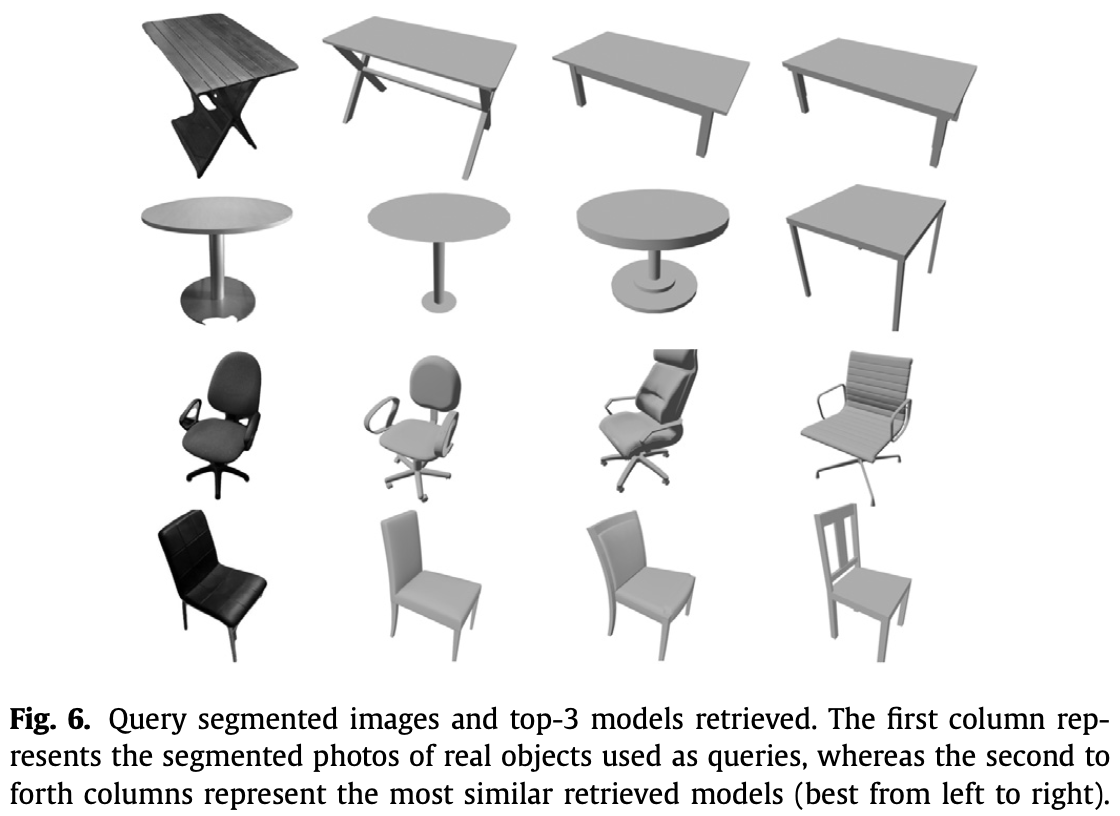 Fig. 6. Query segmented images and top-3 models retrieved. The first column rep-
resents the segmented photos of real objects used as queries, whereas the second to
forth columns represent the most similar retrieved models (best from left to right).